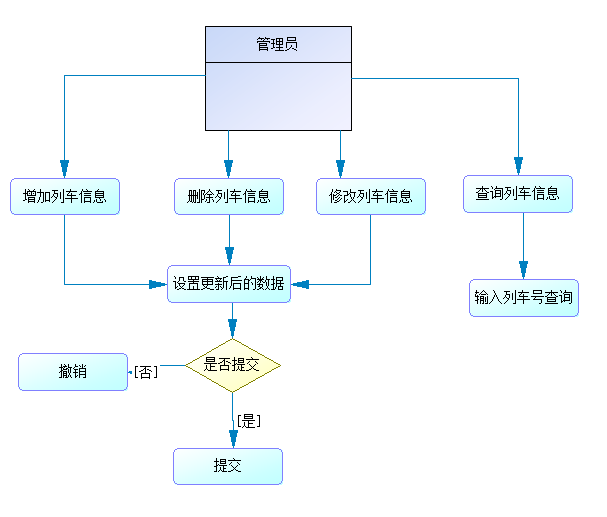 管理员
增加列车信息
删除列车信息
修改列车信息
查询列车信息
设置更新后的数据
输入列车号查询
是否提交
撤销
[否]
[是]
提交